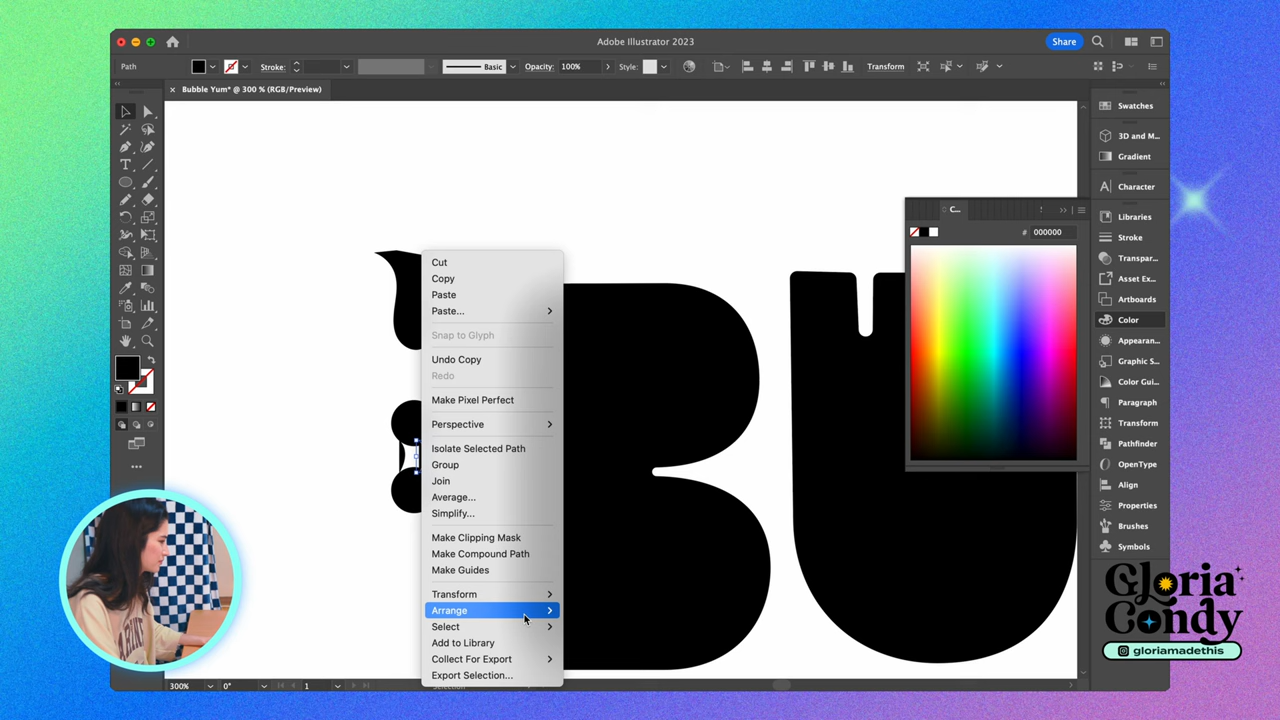 Adobe Illustrator 2023
Share
Path
Stroke:
Basic
Opacity:
100%
Style:
Transform
Bubble Yum* @ 300 % (RGB/Preview)
Cut
Copy
Paste
Paste...
Snap to Glyph
Undo Copy
Redo
Make Pixel Perfect
Perspective
Isolate Selected Path
Group
Join
Average...
Simplify...
Make Clipping Mask
Make Compound Path
Make Guides
Transform
Arrange
Select
Add to Library
Collect For Export
Export Selection...
BU
C...
# 000000
Swatches
3D and M...
Gradient
Character
Libraries
Stroke
Transpar...
Asset Ex...
Artboards
Color
Appearan...
Graphic S...
Color Gui...
Paragraph
Transform
Pathfinder
OpenType
Align
Properties
Brushes
Symbols
300%
0°
1
Gloria
Condy
gloriamadethis